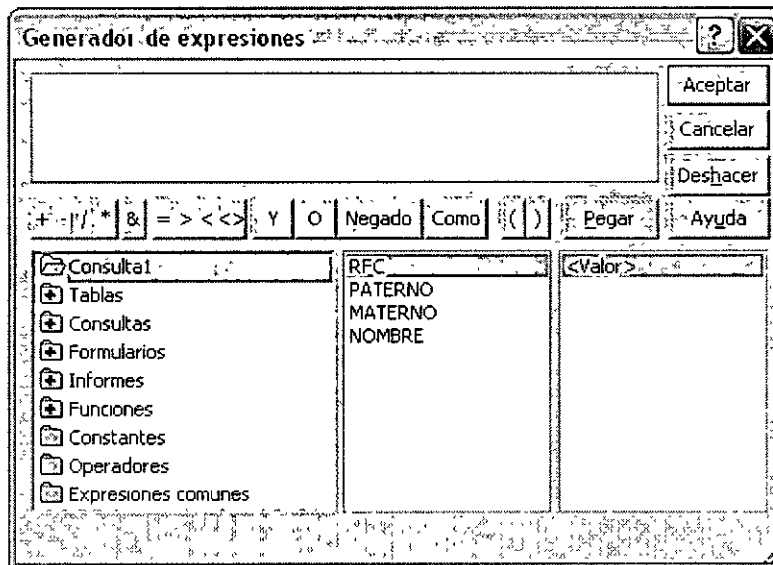 Generador de expresiones
Aceptar
Cancelar
Deshacer
+ - / * & = > < <> Y O Negado Como ( ) Pegar Ayuda
Consulta1
Tablas
Consultas
Formularios
Informes
Funciones
Constantes
Operadores
Expresiones comunes
RFC
PATERNO
MATERNO
NOMBRE
<Valor>